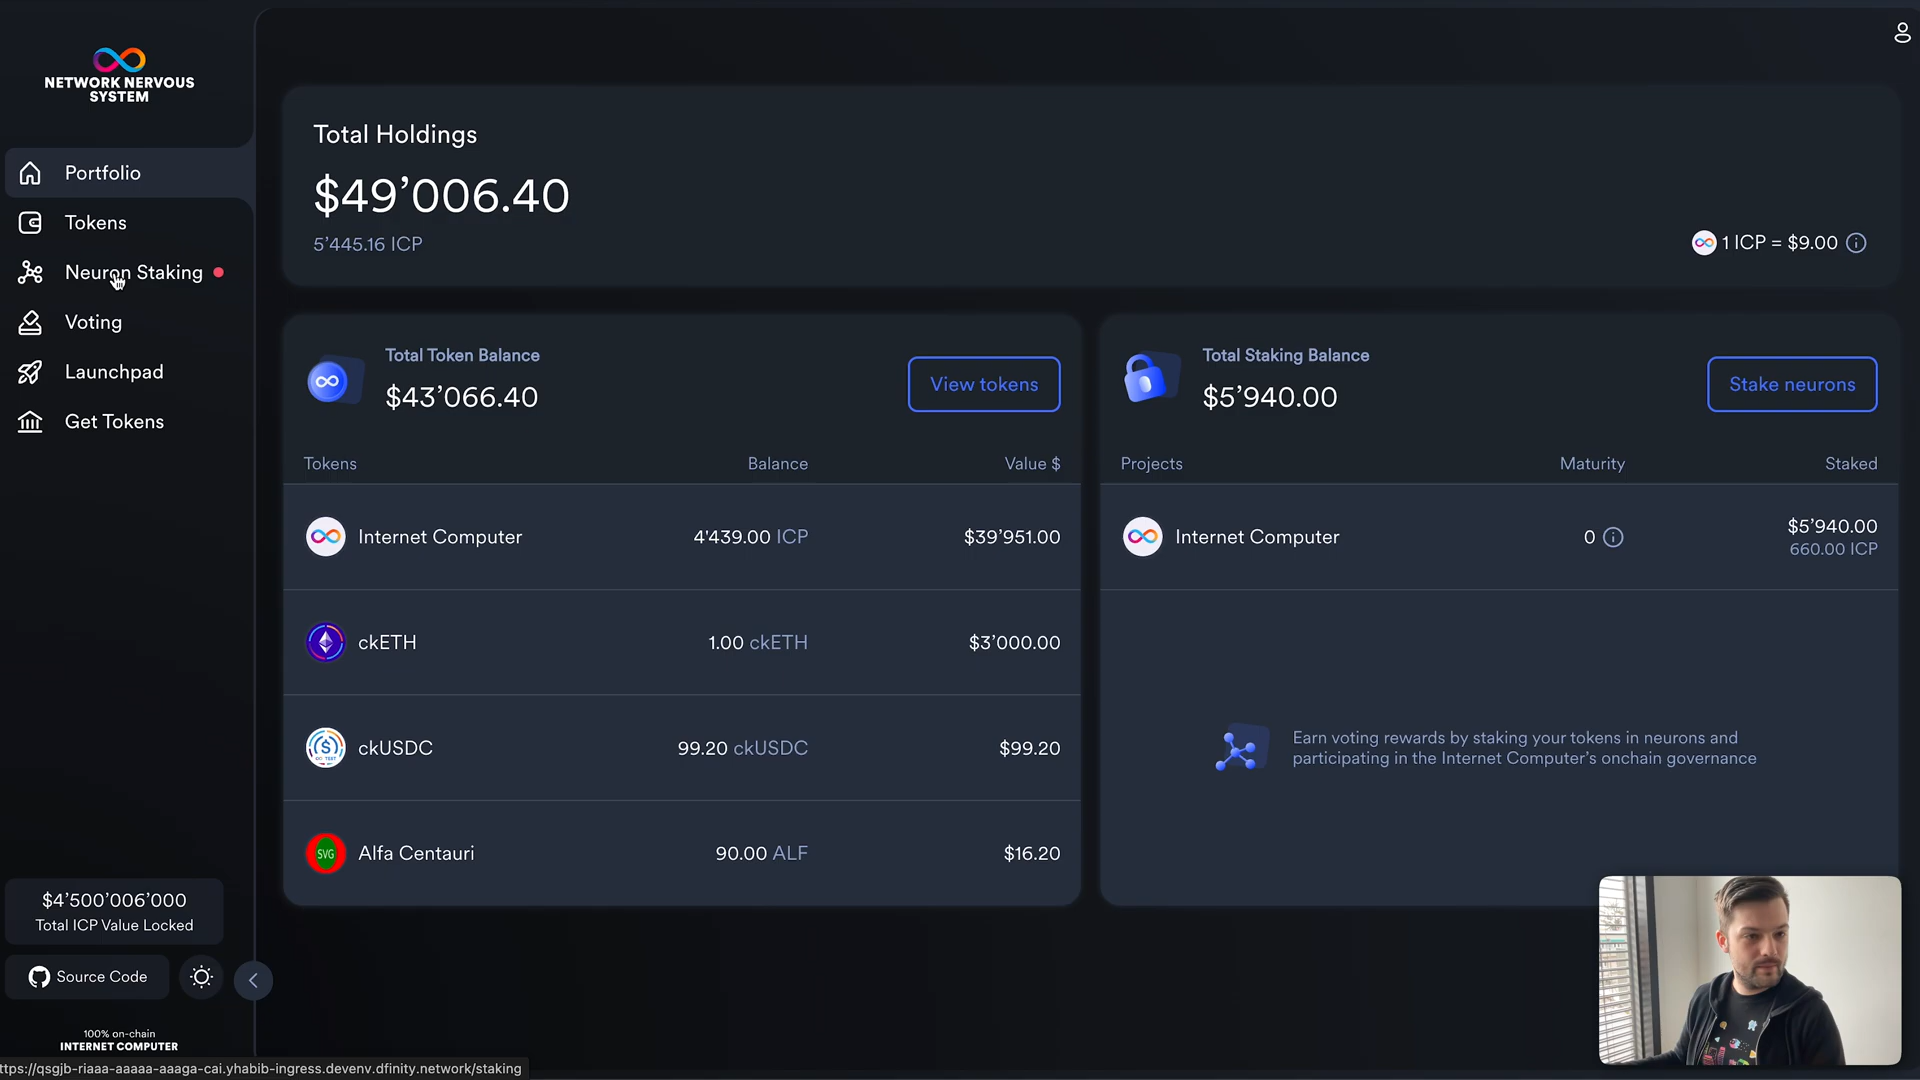 NETWORK NERVOUS
SYSTEM
Portfolio
Tokens
Neuron Staking
Voting
Launchpad
Get Tokens
$4’500’006’000
Total ICP Value Locked
Source Code
100% on-chain
INTERNET COMPUTER
Total Holdings
$49’006.40
5’445.16 ICP
1 ICP = $9.00
Total Token Balance
$43’066.40
View tokens
Tokens Balance Value $
Internet Computer 4'439.00 ICP $39’951.00
ckETH 1.00 ckETH $3’000.00
ckUSDC 99.20 ckUSDC $99.20
SVG Alfa Centauri 90.00 ALF $16.20
Total Staking Balance
$5’940.00
Stake neurons
Projects Maturity Staked
Internet Computer 0 $5’940.00
660.00 ICP
Earn voting rewards by staking your tokens in neurons and
participating in the Internet Computer’s onchain governance
ttps://qsgjb-riaaa-aaaaa-aaaga-cai.yhabib-ingress.devenv.dfinity.network/staking